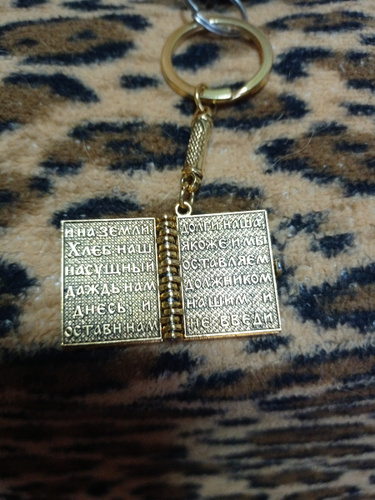 И НА ЗЕМЛИ
ХЛЕБ НАШ
НАСУЩНЫЙ
ДАЖДЬ НАМ
ДНЕСЬ И
ОСТАВИ НАМ
ДОЛГИ НАША
ЯКОЖЕ И МЫ
ОСТАВЛЯЕМ
ДОЛЖНИКОМ
НАШИМ И
НЕ ВВЕДИ